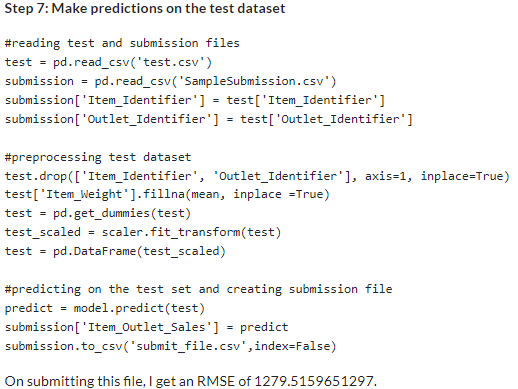 Step 7: Make predictions on the test dataset
#reading test and submission files
test = pd.read_csv('test.csv')
submission = pd.read_csv('SampleSubmission.csv')
submission['Item_Identifier'] = test['Item_Identifier']
submission['Outlet_Identifier'] = test['Outlet_Identifier']
#preprocessing test dataset
test.drop(['Item_Identifier', 'Outlet_Identifier'], axis=1, inplace=True)
test['Item_Weight'].fillna(mean, inplace =True)
test = pd.get_dummies(test)
test_scaled = scaler.fit_transform(test)
test = pd.DataFrame(test_scaled)
#predicting on the test set and creating submission file
predict = model.predict(test)
submission['Item_Outlet_Sales'] = predict
submission.to_csv('submit_file.csv',index=False)
On submitting this file, I get an RMSE of 1279.5159651297.